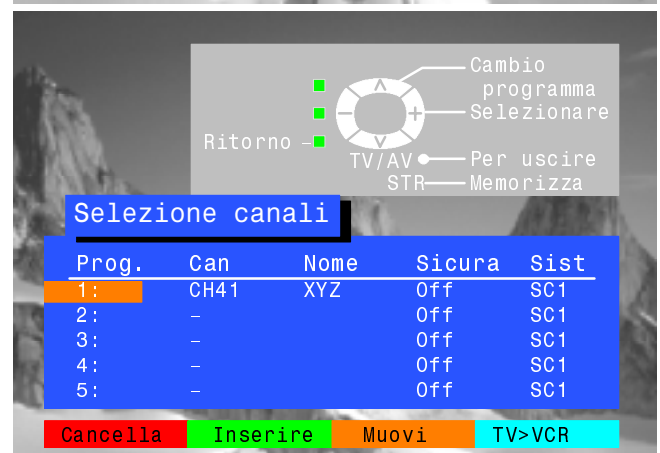 Cambio
programma
Selezionare
Ritorno
TV/AV Per uscire
STR Memorizza
Selezione canali
Prog. Can Nome Sicura Sist
1: CH41 XYZ Off SC1
2: – Off SC1
3: – Off SC1
4: – Off SC1
5: – Off SC1
Cancella Inserire Muovi TV>VCR